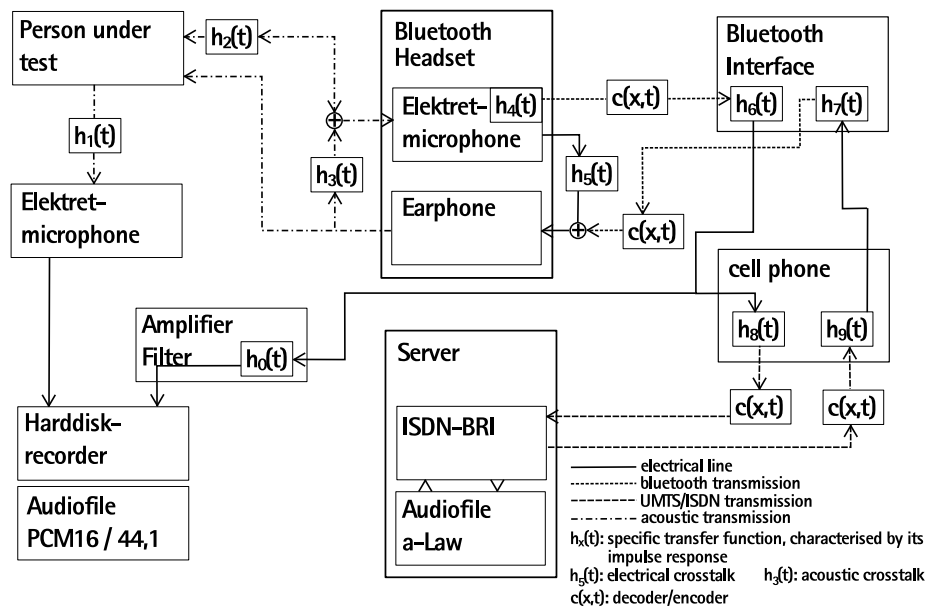 Person under
test
h₂(t)
h₁(t)
Elektret-
microphone
h₃(t)
Bluetooth
Headset
Elektret-
microphone
h₄(t)
h₅(t)
Earphone
c(x,t)
c(x,t)
Bluetooth
Interface
h₆(t)
h₇(t)
cell phone
h₈(t)
h₉(t)
c(x,t)
c(x,t)
Amplifier
Filter
h₀(t)
Harddisk-
recorder
Audiofile
PCM16 / 44,1
Server
ISDN-BRI
Audiofile
a-Law
electrical line
bluetooth transmission
UMTS/ISDN transmission
acoustic transmission
hₓ(t): specific transfer function, characterised by its
impulse response
h₅(t): electrical crosstalk h₃(t): acoustic crosstalk
c(x,t): decoder/encoder